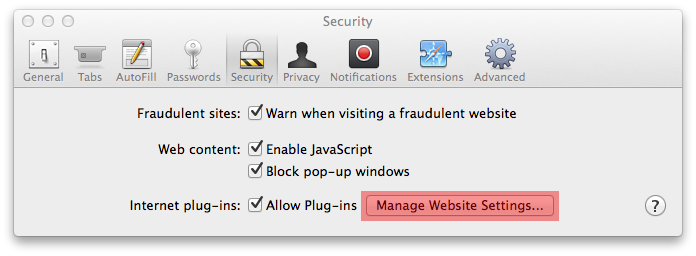 Security
General Tabs AutoFill Passwords Security Privacy Notifications Extensions Advanced
Fraudulent sites: Warn when visiting a fraudulent website
Web content: Enable JavaScript
Block pop-up windows
Internet plug-ins: Allow Plug-ins Manage Website Settings... ?